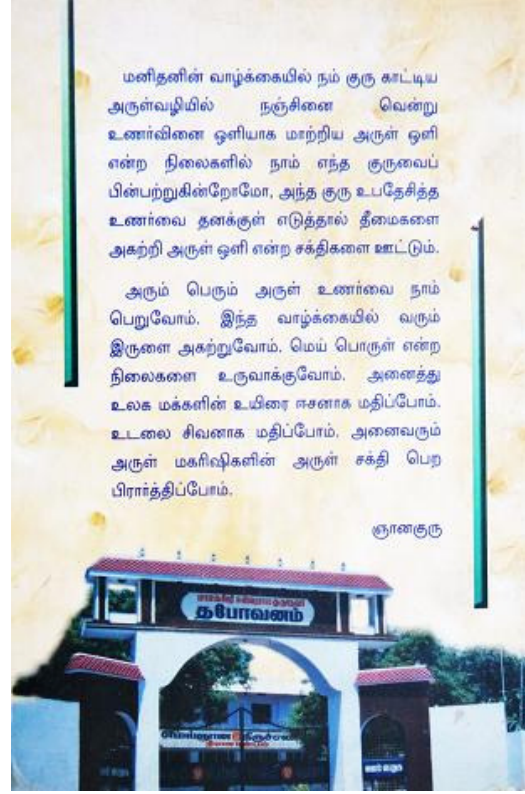 மனிதனின் வாழ்க்கையில் நம் குரு காட்டிய
அருள்வழியில் நஞ்சினை வென்று
உணர்வினை ஒளியாக மாற்றிய அருள் ஒளி
என்ற நிலைகளில் நாம் எந்த குருவைப்
பின்பற்றுகின்றோமோ, அந்த குரு உபதேசித்த
உணர்வை தனக்குள் எடுத்தால் தீமைகளை
அகற்றி அருள் ஒளி என்ற சக்திகளை ஊட்டும்.
அரும் பெரும் அருள் உணர்வை நாம்
பெறுவோம். இந்த வாழ்க்கையில் வரும்
இருளை அகற்றுவோம். மெய் பொருள் என்ற
நிலைகளை உருவாக்குவோம். அனைத்து
உலக மக்களின் உயிரை ஈசனாக மதிப்போம்.
உடலை சிவனாக மதிப்போம். அனைவரும்
அருள் மகரிஷிகளின் அருள் சக்தி பெற
பிரார்த்திப்போம்.
ஞானகுரு
தபோவனம்